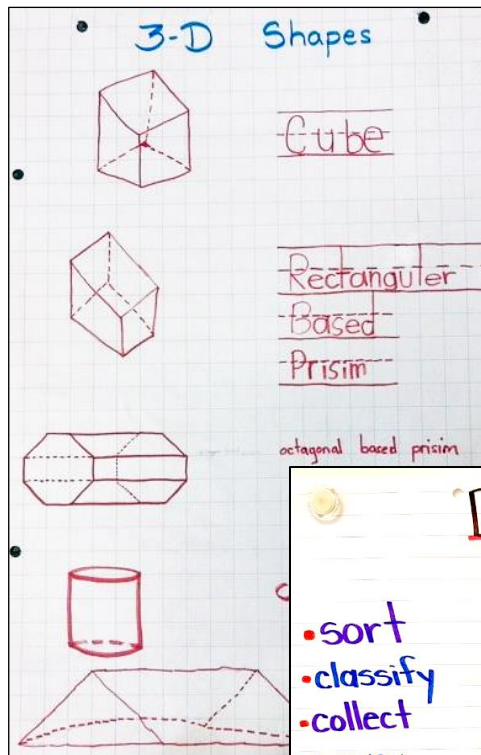 3-D Shapes
Cube
Rectanguler
Based
Prisim
octagonal based prisim
•sort
•classify
•collect